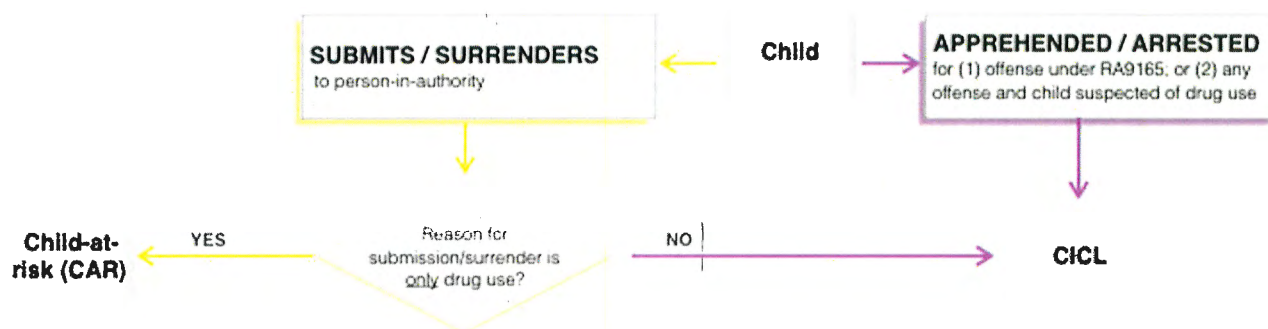 SUBMITS / SURRENDERS
to person-in-authority
Child
APPREHENDED / ARRESTED
for (1) offense under RA9165; or (2) any
offense and child suspected of drug use
Child-at-
risk (CAR)
YES
Reason for
submission/surrender is
only drug use?
NO
CICL